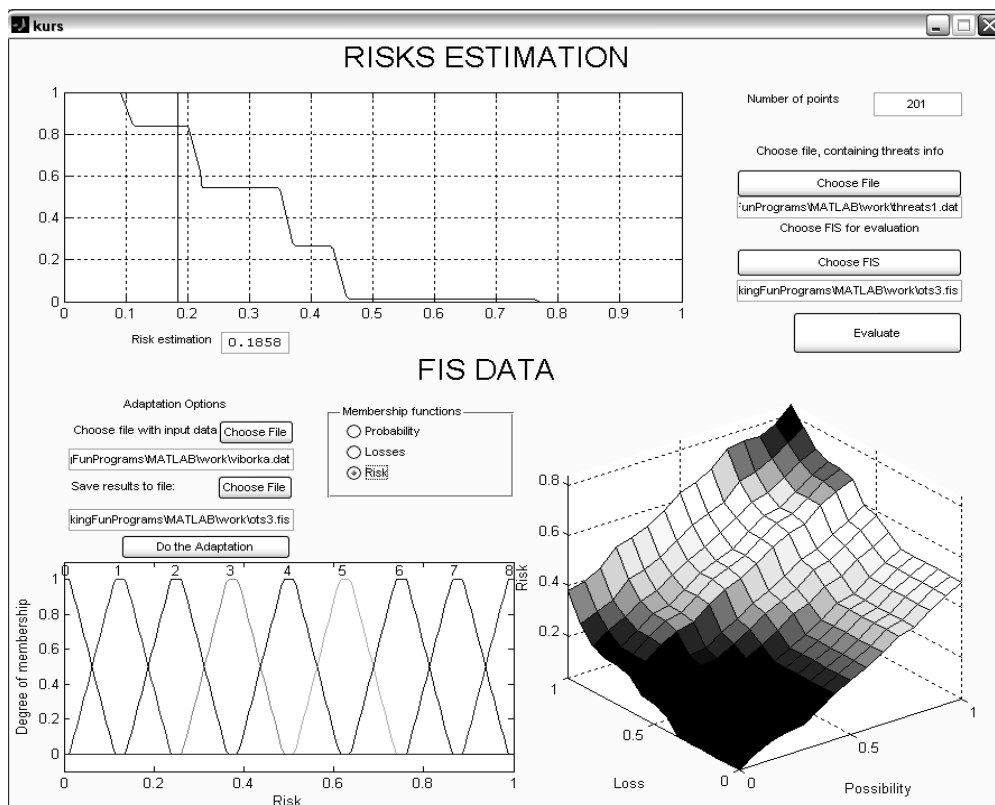 kurs
RISKS ESTIMATION
1
0.8
0.6
0.4
0.2
0
0 0.1 0.2 0.3 0.4 0.5 0.6 0.7 0.8 0.9 1
Risk estimation 0.1858
Number of points 201
Choose file, containing threats info
Choose File
FunPrograms\MATLAB\work\threats1.dat
Choose FIS for evaluation
Choose FIS
kingFunPrograms\MATLAB\work\ots3.fis
Evaluate
FIS DATA
Adaptation Options
Choose file with input data Choose File
FunPrograms\MATLAB\work\viborka.dat
Save results to file: Choose File
kingFunPrograms\MATLAB\work\ots3.fis
Do the Adaptation
Membership functions
Probability
Losses
Risk
0 1 2 3 4 5 6 7 8
Degree of membership
1
0.8
0.6
0.4
0.2
0
0 0.2 0.4 0.6 0.8 1
Risk
Risk
0.8
0.6
0.4
0.2
1
0.5
0
Loss
0
0.5
1
Possibility